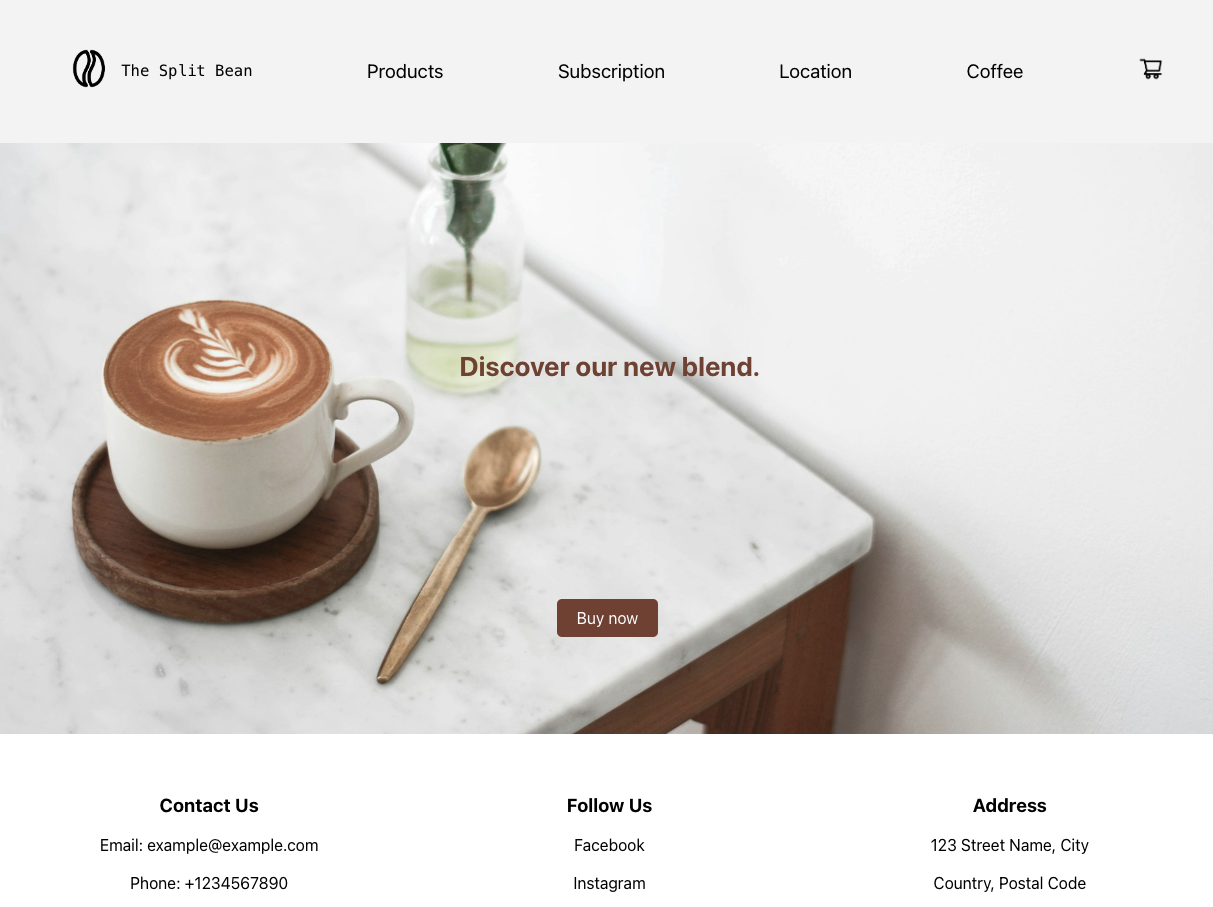 The Split Bean
Products
Subscription
Location
Coffee
Discover our new blend.
Buy now
Contact Us
Email: example@example.com
Phone: +1234567890
Follow Us
Facebook
Instagram
Address
123 Street Name, City
Country, Postal Code